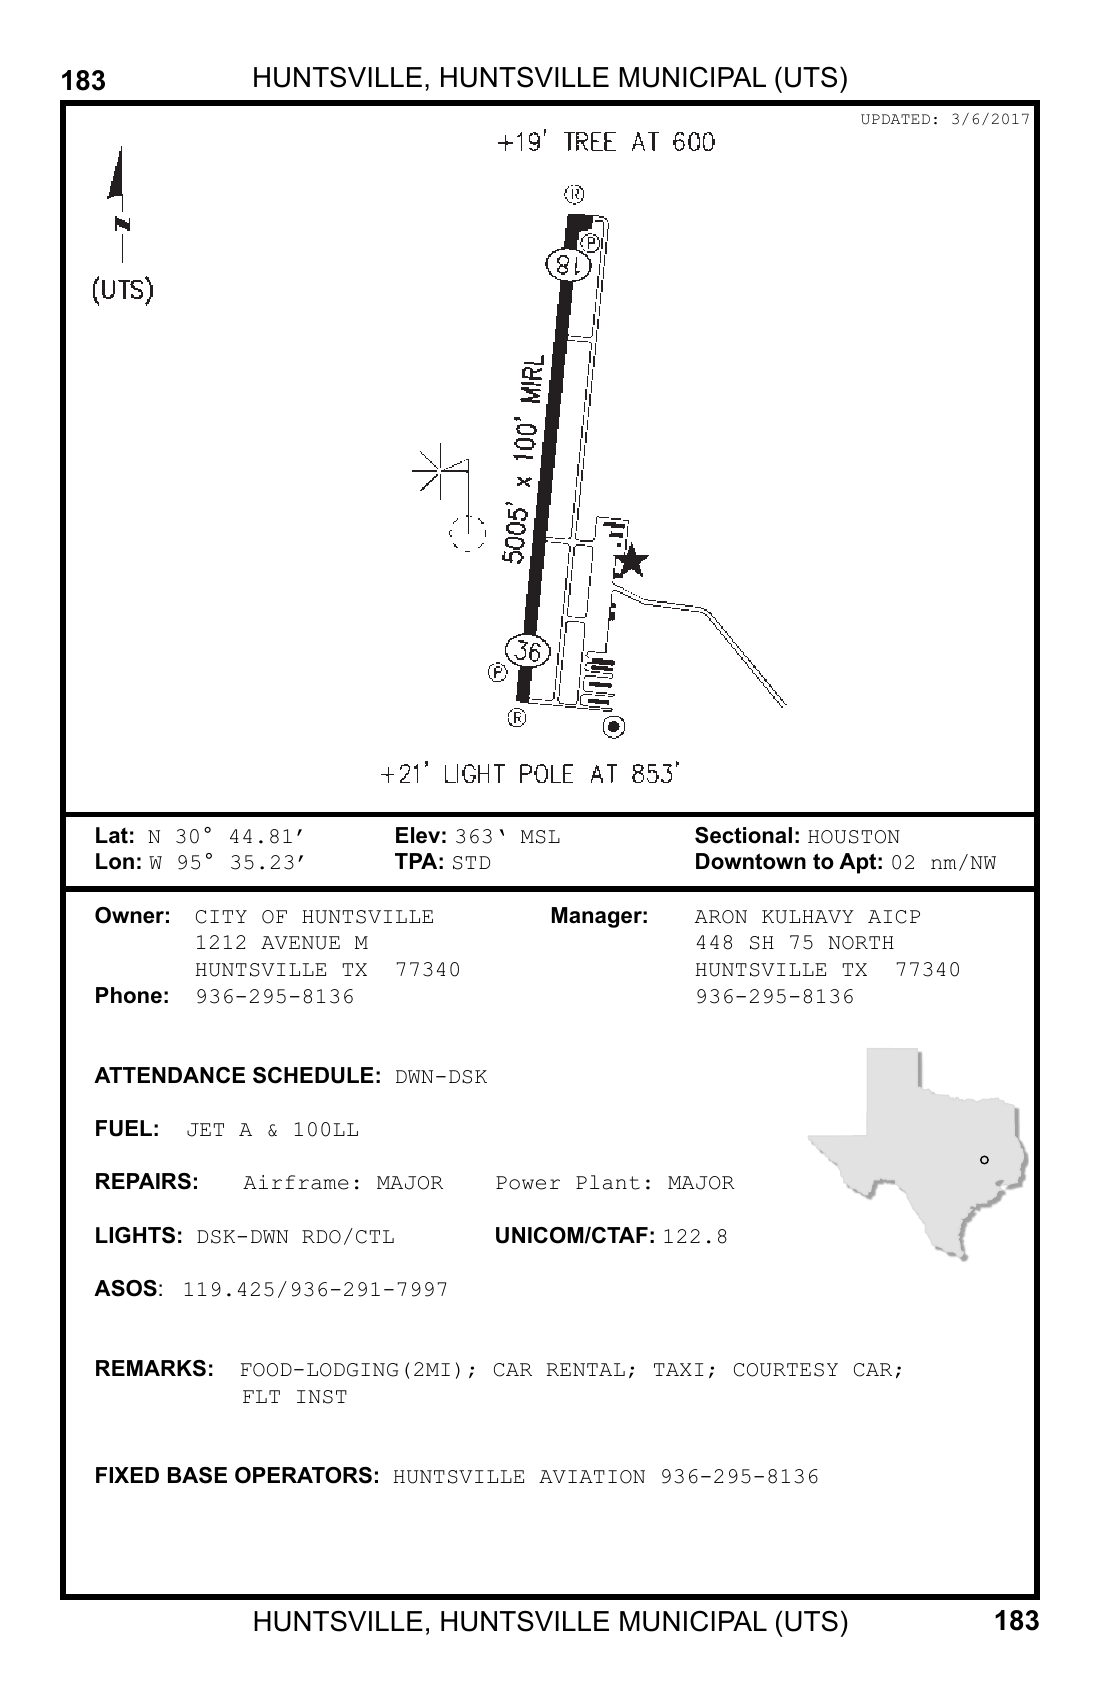 183 HUNTSVILLE, HUNTSVILLE MUNICIPAL (UTS)
UPDATED: 3/6/2017
+19' TREE AT 600
R
P
18
N
(UTS)
5005' x 100' MIRL
36
P
R
+21' LIGHT POLE AT 853'
Lat: N 30° 44.81′ Elev: 363‘ MSL Sectional: HOUSTON
Lon: W 95° 35.23′ TPA: STD Downtown to Apt: 02 nm/NW
Owner: CITY OF HUNTSVILLE Manager: ARON KULHAVY AICP
1212 AVENUE M 448 SH 75 NORTH
HUNTSVILLE TX 77340 HUNTSVILLE TX 77340
Phone: 936-295-8136 936-295-8136
ATTENDANCE SCHEDULE: DWN-DSK
FUEL: JET A & 100LL
REPAIRS: Airframe: MAJOR Power Plant: MAJOR
LIGHTS: DSK-DWN RDO/CTL UNICOM/CTAF: 122.8
ASOS: 119.425/936-291-7997
REMARKS: FOOD-LODGING(2MI); CAR RENTAL; TAXI; COURTESY CAR;
FLT INST
FIXED BASE OPERATORS: HUNTSVILLE AVIATION 936-295-8136
HUNTSVILLE, HUNTSVILLE MUNICIPAL (UTS) 183